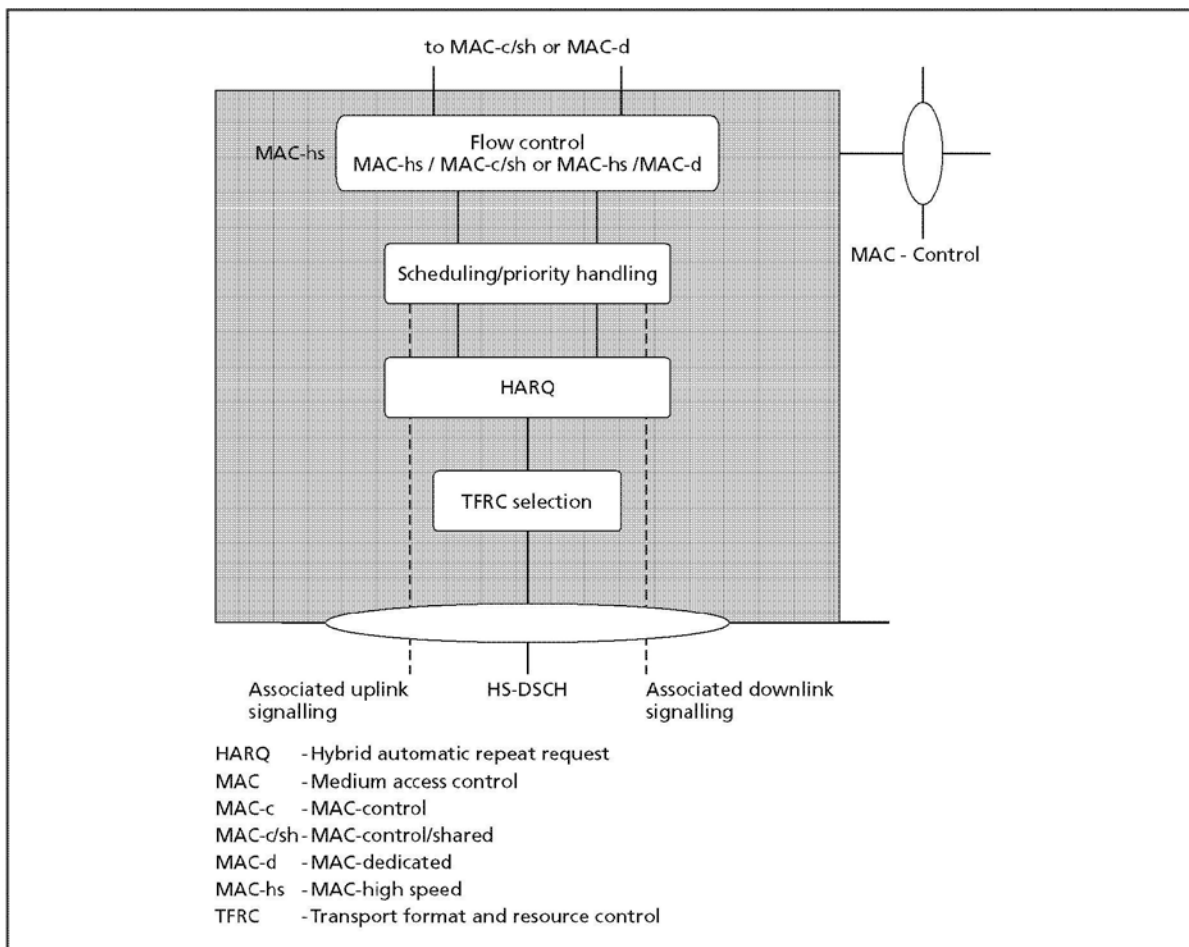 to MAC-c/sh or MAC-d
MAC-hs
Flow control
MAC-hs / MAC-c/sh or MAC-hs /MAC-d
MAC - Control
Scheduling/priority handling
HARQ
TFRC selection
Associated uplink
signalling
HS-DSCH
Associated downlink
signalling
HARQ - Hybrid automatic repeat request
MAC - Medium access control
MAC-c - MAC-control
MAC-c/sh - MAC-control/shared
MAC-d - MAC-dedicated
MAC-hs - MAC-high speed
TFRC - Transport format and resource control